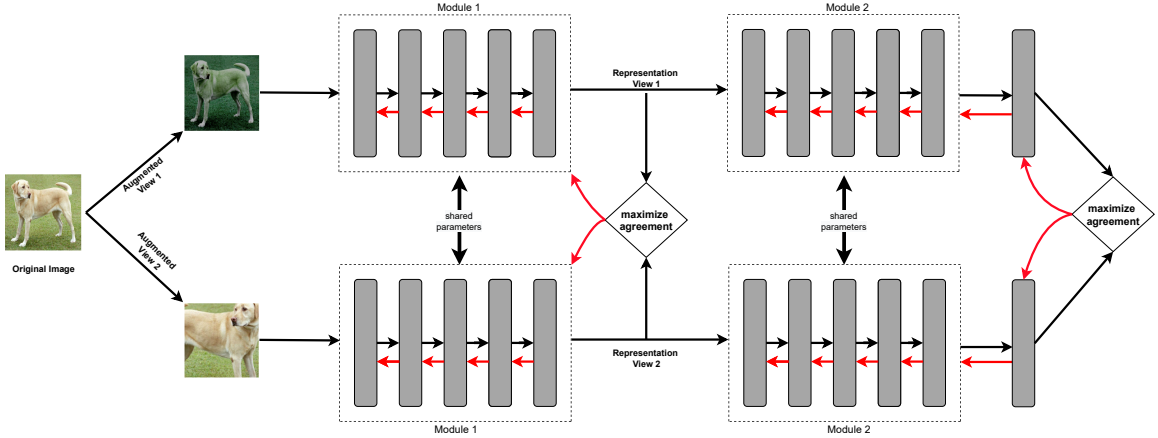 Module 1
Module 2
Representation
View 1
Augmented
View 1
shared
parameters
maximize
agreement
shared
parameters
maximize
agreement
Original Image
Augmented
View 2
Representation
View 2
Module 1
Module 2